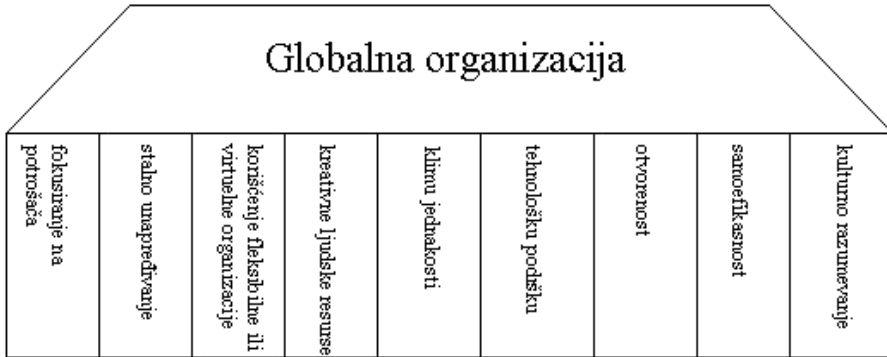 Globalna organizacija
fokusiranje na
potrošača
stalno unapređivanje
korišćenje fleksibilne ili
virtuelne organizacije
kreativne ljudske resurse
klimu jednakosti
tehnološku podršku
otvorenost
samoefikasnost
kulturno razumevanje